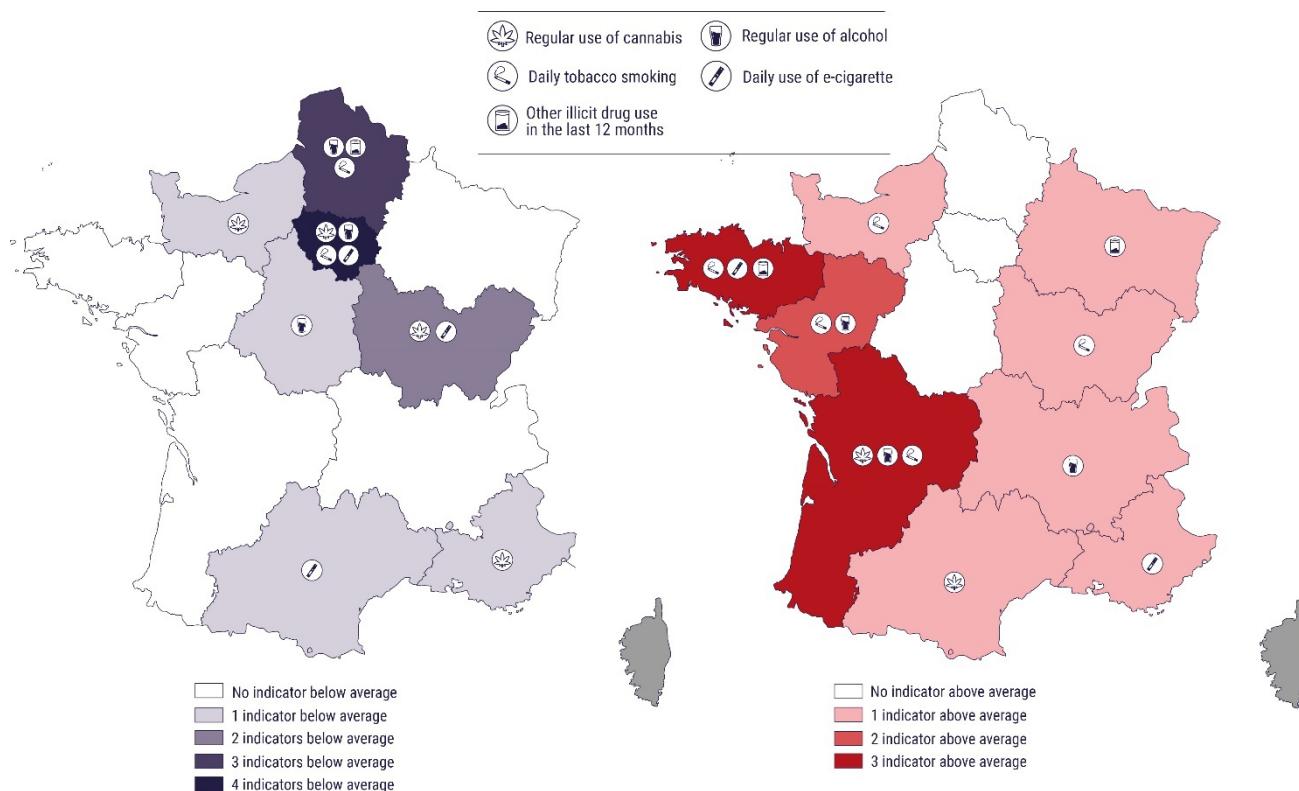 Regular use of cannabis
Regular use of alcohol
Daily tobacco smoking
Daily use of e-cigarette
Other illicit drug use
in the last 12 months
No indicator below average
1 indicator below average
2 indicators below average
3 indicators below average
4 indicators below average
No indicator above average
1 indicator above average
2 indicator above average
3 indicator above average